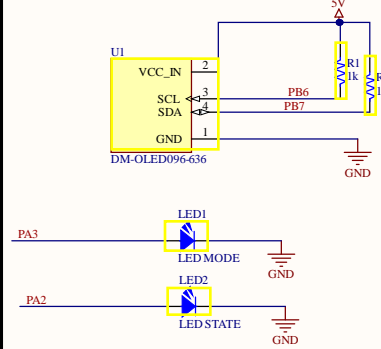 5V
U1
R1
1k
VCC_IN 2
SCL 3 PB6
SDA 4 PB7
GND 1
DM-OLED096-636
GND
LED1
PA3
LED MODE
GND
LED2
PA2
LED STATE
GND